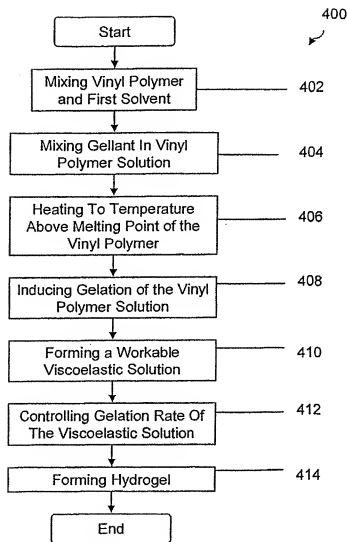 400
Start
Mixing Vinyl Polymer
and First Solvent
402
Mixing Gellant In Vinyl
Polymer Solution
404
Heating To Temperature
Above Melting Point of the
Vinyl Polymer
406
Inducing Gelation of the Vinyl
Polymer Solution
408
Forming a Workable
Viscoelastic Solution
410
Controlling Gelation Rate Of
The Viscoelastic Solution
412
Forming Hydrogel
414
End